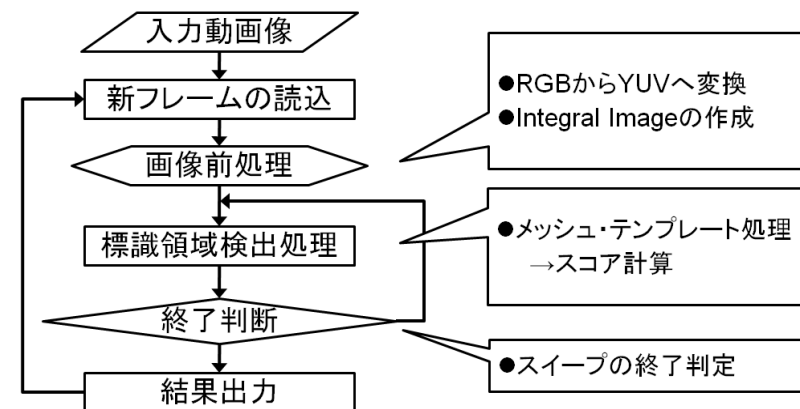 入力動画像
新フレームの読込
画像前処理
標識領域検出処理
終了判断
結果出力
●RGBからYUVへ変換
●Integral Imageの作成
●メッシュ・テンプレート処理
→スコア計算
●スイープの終了判定